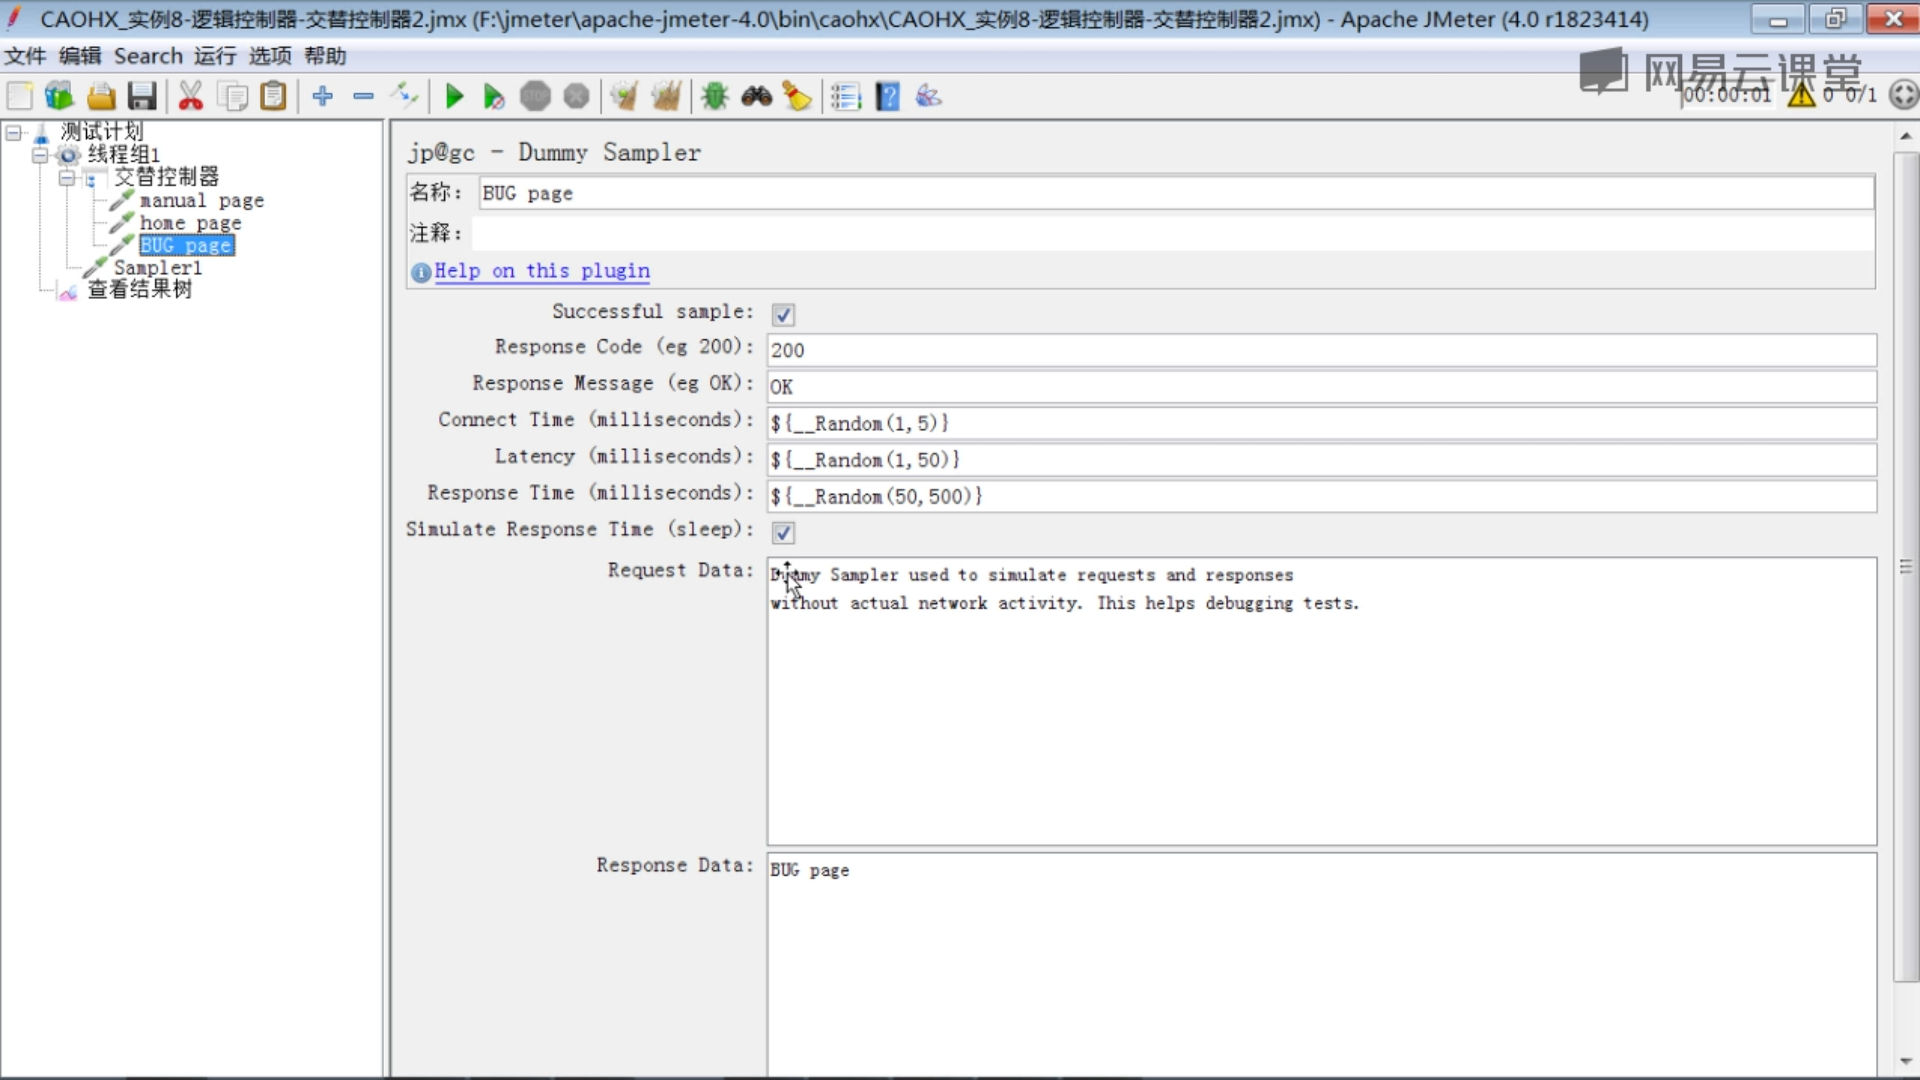 CAOHX_实例8-逻辑控制器-交替控制器2.jmx (F:\jmeter\apache-jmeter-4.0\bin\caohx\CAOHX_实例8-逻辑控制器-交替控制器2.jmx) - Apache JMeter (4.0 r1823414)
文件 编辑 Search 运行 选项 帮助
网易云课堂
00:00:01 0 0/1
测试计划
线程组1
交替控制器
manual page
home page
BUG page
Sampler1
查看结果树
jp@gc - Dummy Sampler
名称: BUG page
注释:
Help on this plugin
Successful sample:
Response Code (eg 200): 200
Response Message (eg OK): OK
Connect Time (milliseconds): ${__Random(1,5)}
Latency (milliseconds): ${__Random(1,50)}
Response Time (milliseconds): ${__Random(50,500)}
Simulate Response Time (sleep):
Request Data: Dummy Sampler used to simulate requests and responses
without actual network activity. This helps debugging tests.
Response Data: BUG page